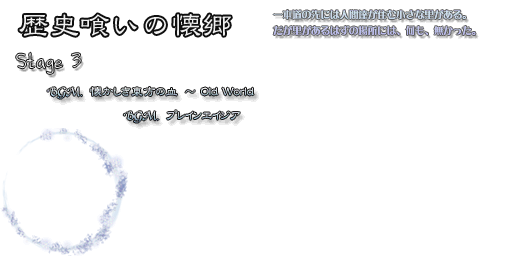 歴史喰いの懐郷
一本道の先には人間達が住む小さな里がある。
だが里があるはずの場所には、何も、無かった。
Stage 3
BGM. 懐かしき東方の血 ～ Old World
BGM. プレインエイジア